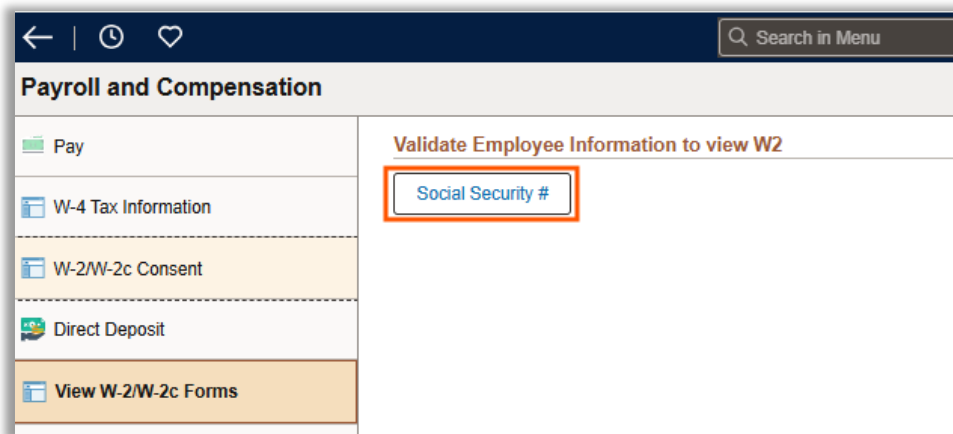 Search in Menu
Payroll and Compensation
Pay
W-4 Tax Information
W-2/W-2c Consent
Direct Deposit
View W-2/W-2c Forms
Validate Employee Information to view W2
Social Security #